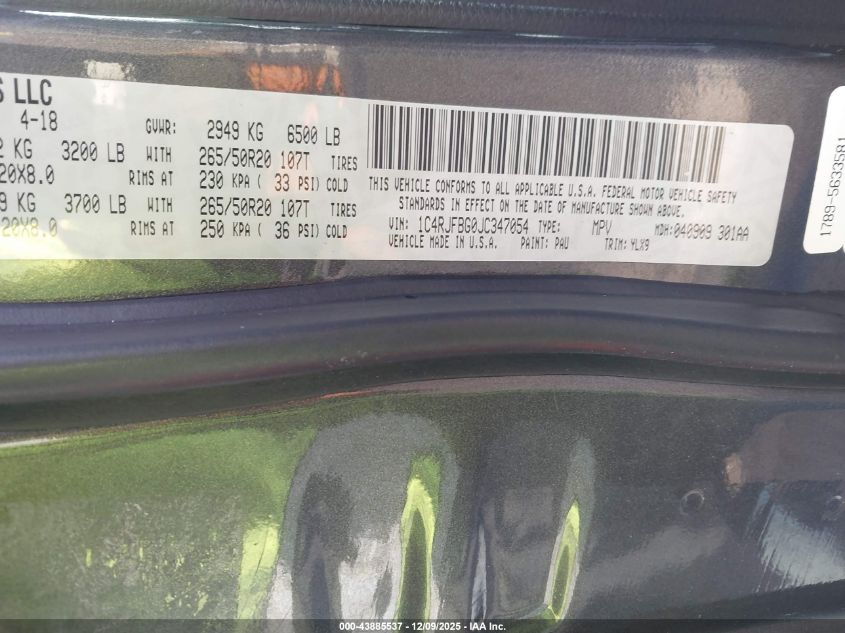 S LLC
4-18 GVWR: 2949 KG 6500 LB
KG 3200 LB WITH 265/50R20 107T TIRES
20X8.0 RIMS AT 230 KPA ( 33 PSI) COLD
9 KG 3700 LB WITH 265/50R20 107T TIRES
20X8.0 RIMS AT 250 KPA ( 36 PSI) COLD
THIS VEHICLE CONFORMS TO ALL APPLICABLE U.S.A. FEDERAL MOTOR VEHICLE SAFETY
STANDARDS IN EFFECT ON THE DATE OF MANUFACTURE SHOWN ABOVE.
VIN: 1C4RJFBG0JC347054 TYPE: MPV MDH: 040909 301AA
VEHICLE MADE IN U.S.A. PAINT: PAU TRIM: YLX9
1789-5633581
000-43885537 - 12/09/2025 - IAA Inc.